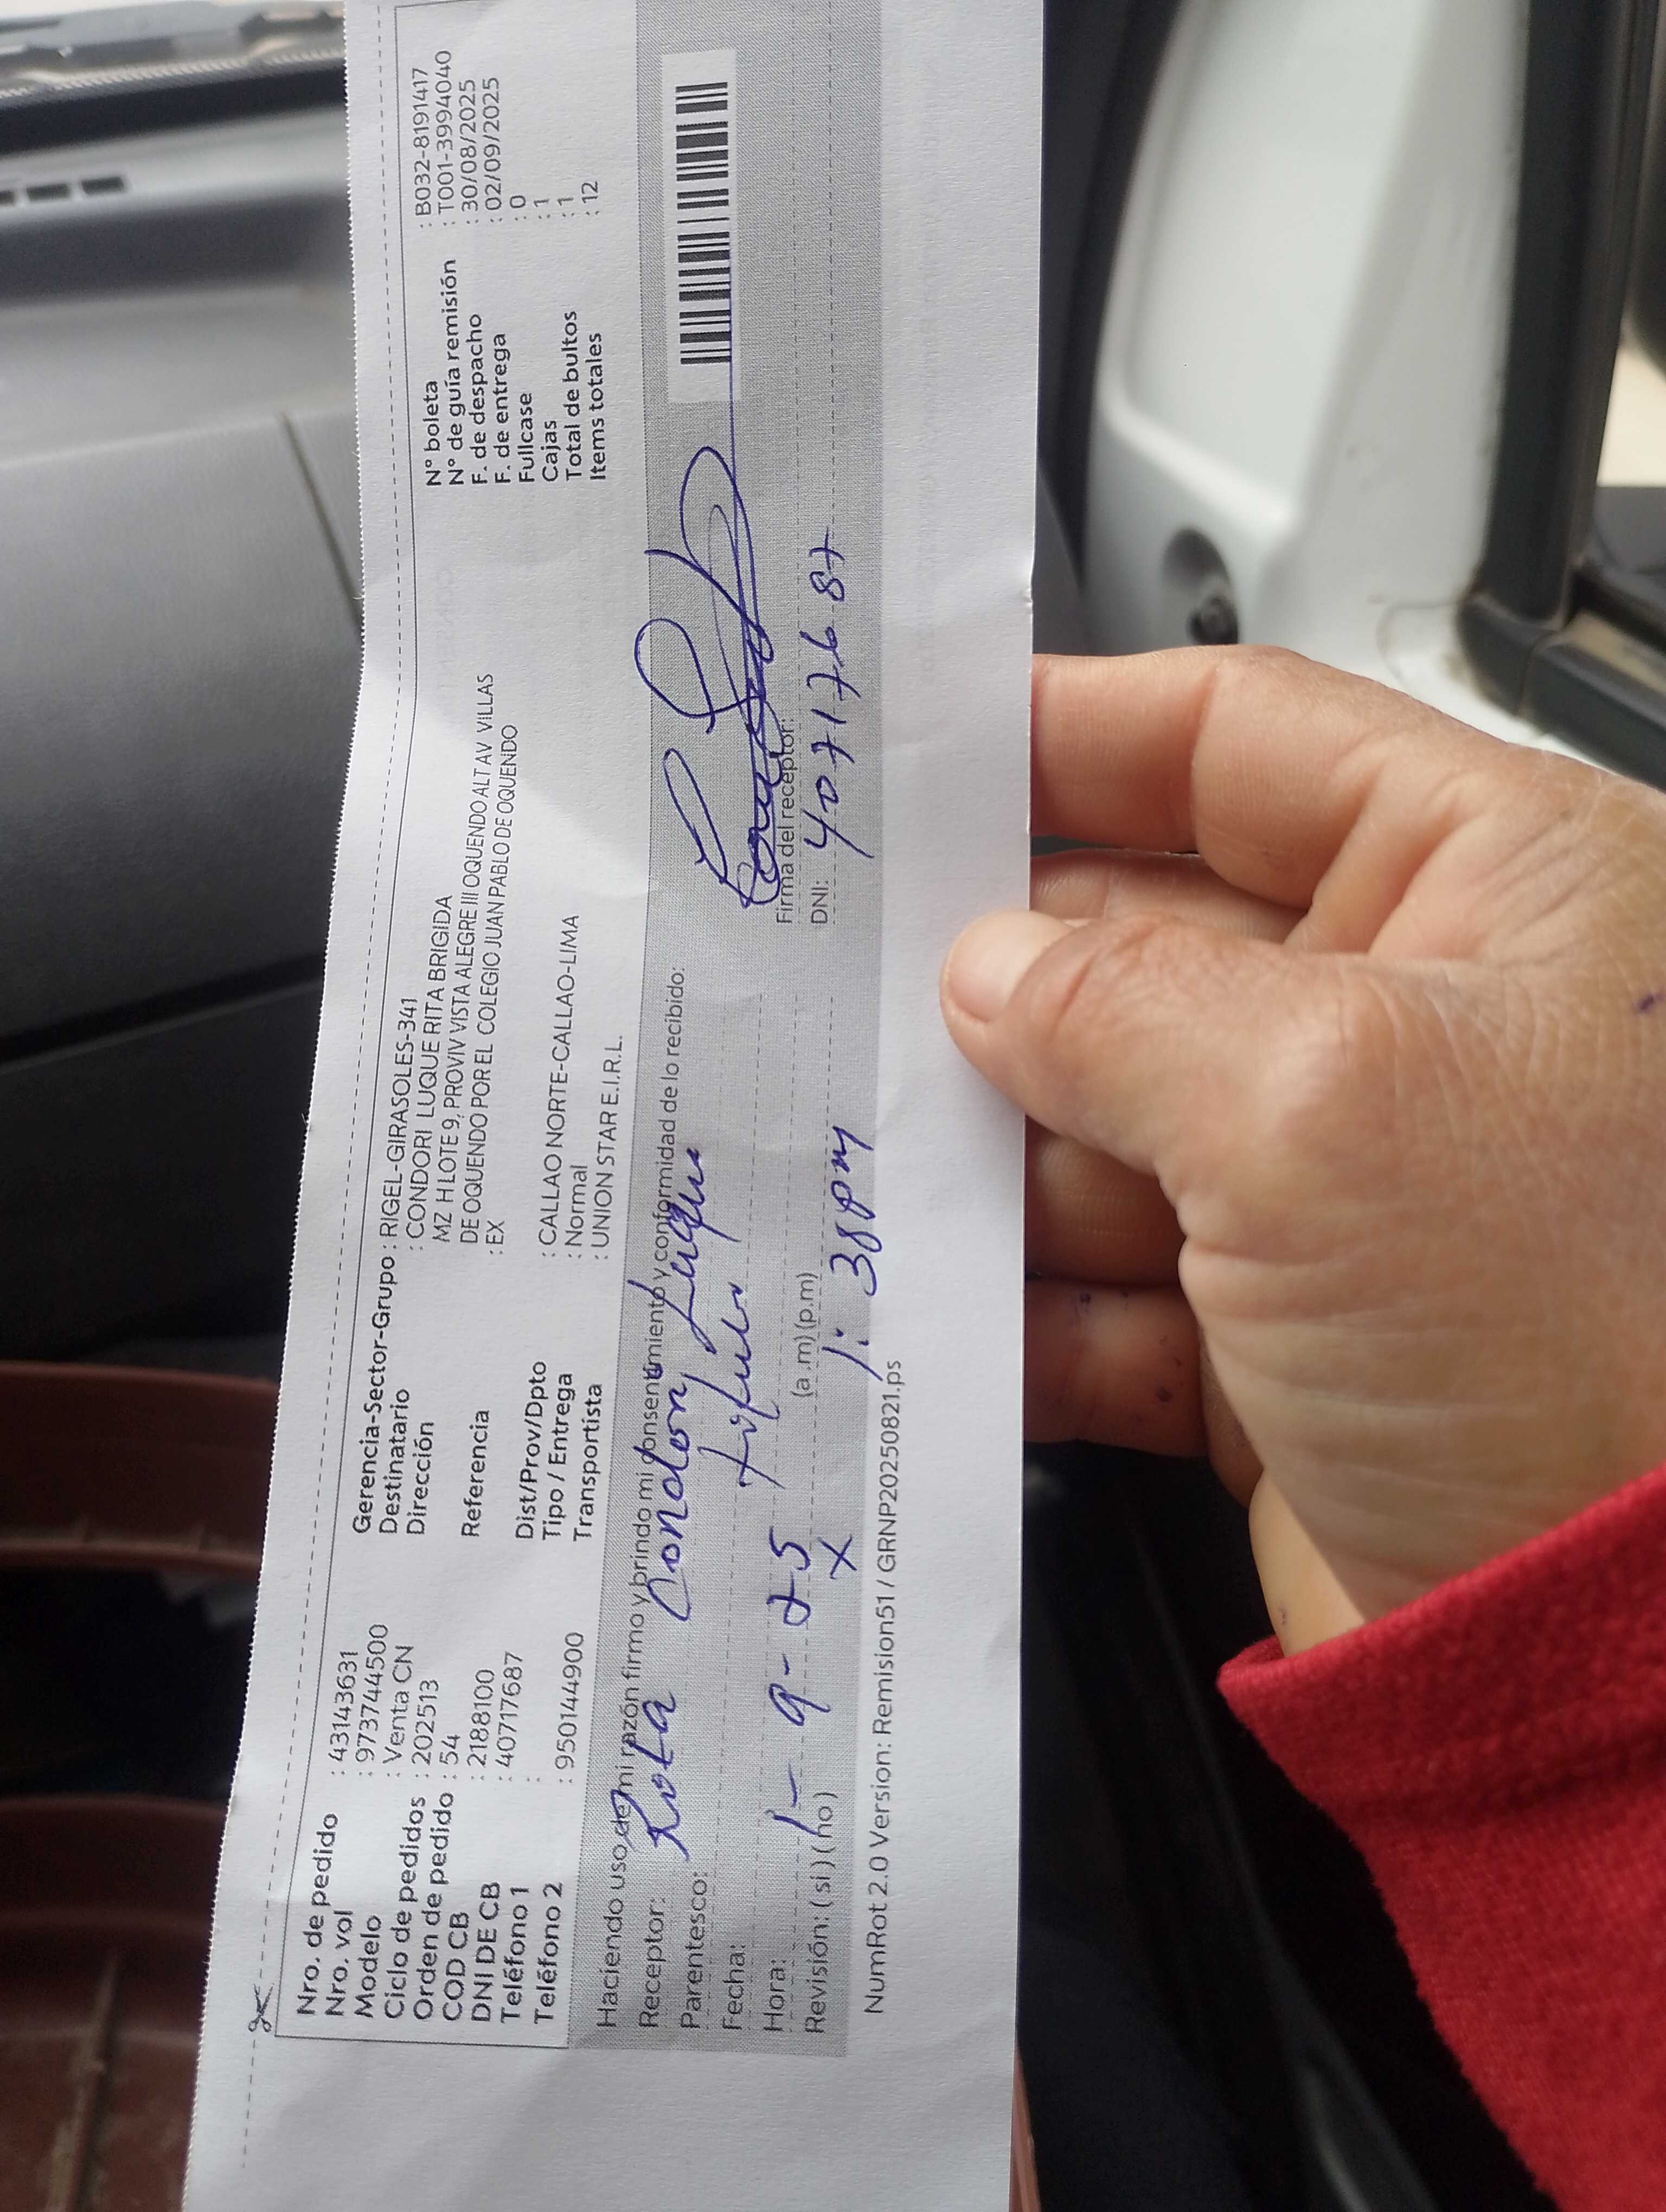 Nro. de pedido : 43143631
Nro. vol : 9737744500
Modelo : Venta CN
Ciclo de pedidos : 202513
Orden de pedido : 54
COD CB : 2188100
DNI DE CB : 40717687
Teléfono 1 :
Teléfono 2 : 950144900
Gerencia-Sector-Grupo : RIGEL-GIRASOLES-341
Destinatario : CONDORI LUQUE RITA BRIGIDA
Dirección MZ H LOTE 9, PROVIV VISTA ALEGRE III OQUENDO ALT AV VILLAS
DE OQUENDO POR EL COLEGIO JUAN PABLO DE OQUENDO
Referencia : EX
Dist/Prov/Dpto : CALLAO NORTE-CALLAO-LIMA
Tipo / Entrega : Normal
Transportista : UNION STAR E.I.R.L.
N° boleta : B032-8191417
N° de guía remisión : T001-3994040
F. de despacho : 30/08/2025
F. de entrega : 02/09/2025
Fullcase : 0
Cajas : 1
Total de bultos : 1
Items totales : 12
Haciendo uso de mi razón firmo y brindo mi consentimiento y conformidad de lo recibido:
Receptor: Rita Condori Luque
Parentesco:
Fecha: 1-9-25
Hora: (a.m) (p.m) 1:38pm
Revisión: (si) (no) X
Firma del receptor:
DNI: 40717687
NumRot 2.0 Version: Remision51 / GRNP20250821.ps